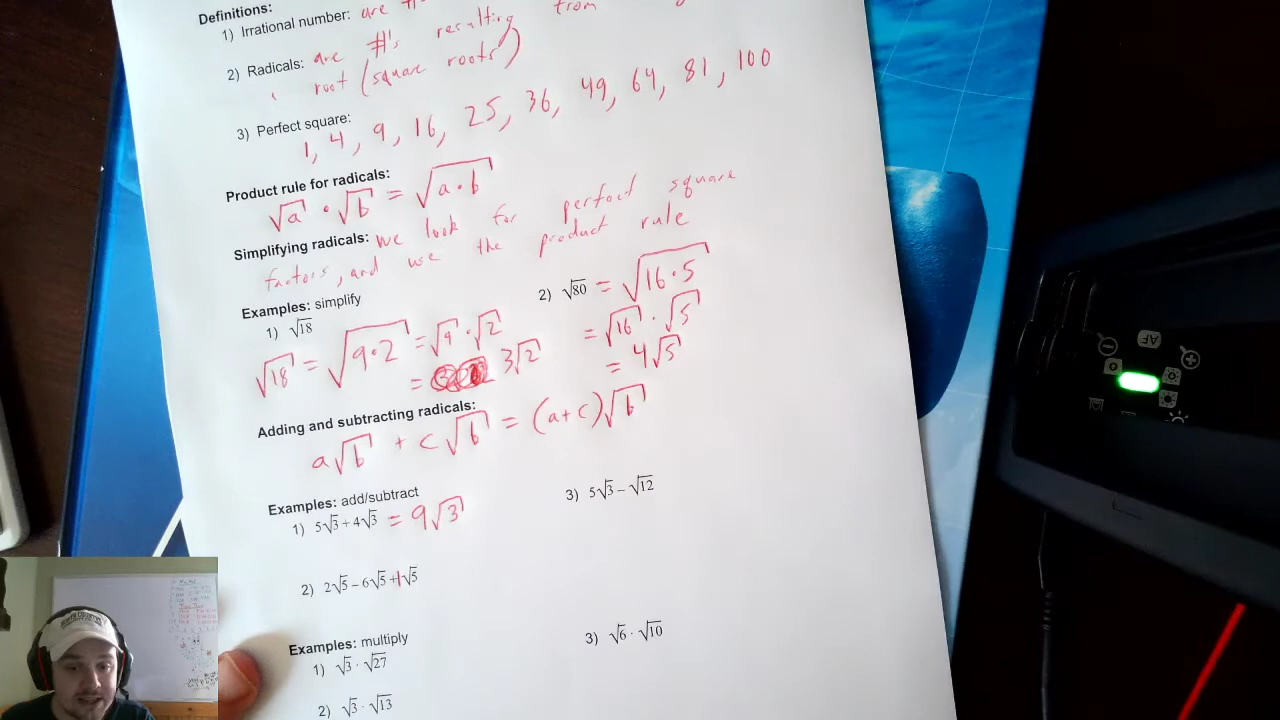 Definitions:
1) Irrational number: are
2) Radicals: are #'s resulting from
root (square roots)
3) Perfect square:
1, 4, 9, 16, 25, 36, 49, 64, 81, 100
Product rule for radicals:
√a · √b = √a·b
Simplifying radicals: we look for perfect square
factors, and use the product rule
Examples: simplify
1) √18
2) √80 = √16·5
= √16 · √5
= 4√5
√18 = √9·2 = √9 · √2
= 3√2
Adding and subtracting radicals:
a√b + c√b = (a+c)√b
Examples: add/subtract
1) 5√3 + 4√3 = 9√3
3) 5√3 − √12
2) 2√5 − 6√5 + 1√5
Examples: multiply
1) √3 · √27
3) √6 · √10
2) √3 · √13
AF